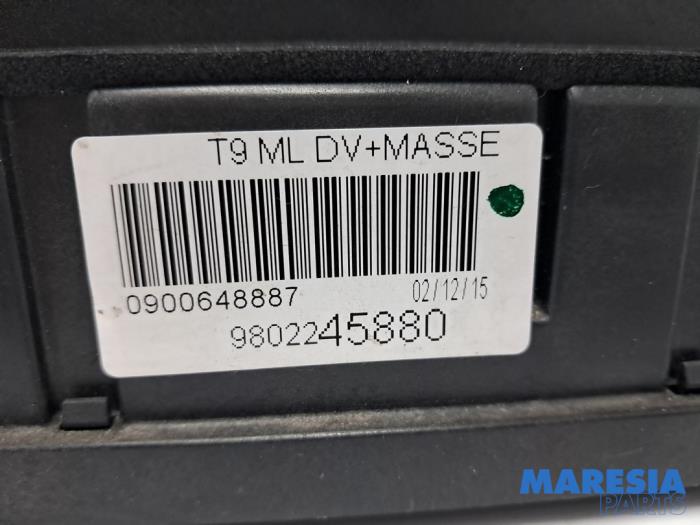 T9 ML DV+MASSE
0900648887
02/12/15
9802245880
MARESIA
PARTS